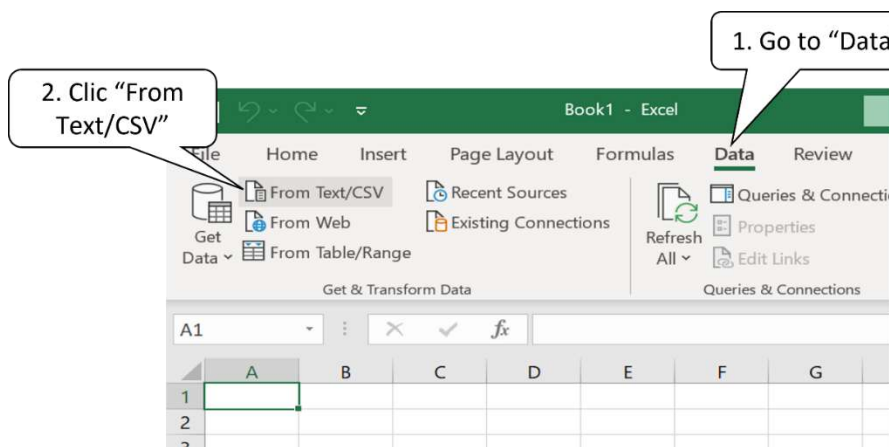 1. Go to “Data
2. Clic “From
Text/CSV”
Book1 - Excel
File Home Insert Page Layout Formulas Data Review
From Text/CSV
From Web
From Table/Range
Get
Data
Recent Sources
Existing Connections
Get & Transform Data
Refresh
All
Queries & Connecti
Properties
Edit Links
Queries & Connections
A1 fx
A B C D E F G
1
2
3